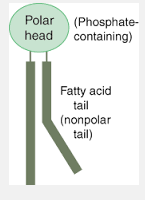 Polar
head
(Phosphate-
containing)
Fatty acid
tail
(nonpolar
tail)